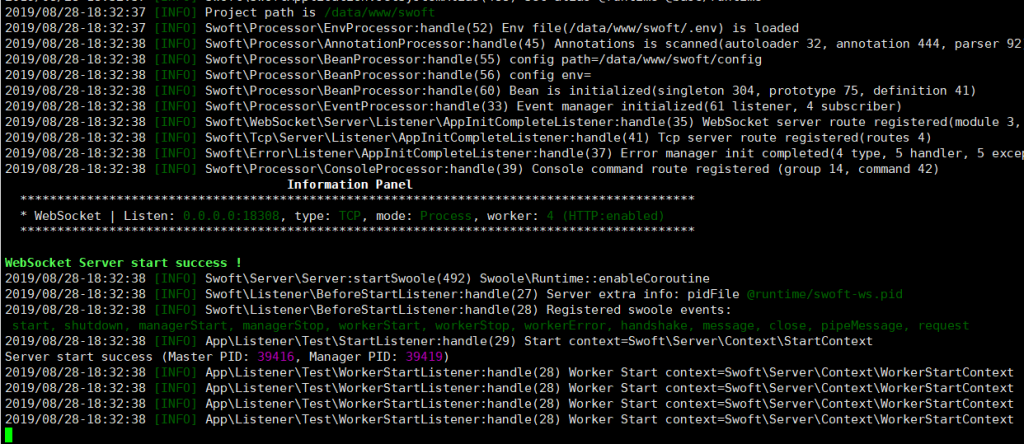 2019/08/28-18:32:37 [INFO] Project path is /data/www/swoft
2019/08/28-18:32:37 [INFO] Swoft\Processor\EnvProcessor:handle(52) Env file(/data/www/swoft/.env) is loaded
2019/08/28-18:32:38 [INFO] Swoft\Processor\AnnotationProcessor:handle(45) Annotations is scanned(autoloader 32, annotation 444, parser 92
2019/08/28-18:32:38 [INFO] Swoft\Processor\BeanProcessor:handle(55) config path=/data/www/swoft/config
2019/08/28-18:32:38 [INFO] Swoft\Processor\BeanProcessor:handle(56) config env=
2019/08/28-18:32:38 [INFO] Swoft\Processor\BeanProcessor:handle(60) Bean is initialized(singleton 304, prototype 75, definition 41)
2019/08/28-18:32:38 [INFO] Swoft\Processor\EventProcessor:handle(33) Event manager initialized(61 listener, 4 subscriber)
2019/08/28-18:32:38 [INFO] Swoft\WebSocket\Server\Listener\AppInitCompleteListener:handle(35) WebSocket server route registered(module 3,
2019/08/28-18:32:38 [INFO] Swoft\Tcp\Server\Listener\AppInitCompleteListener:handle(41) Tcp server route registered(routes 4)
2019/08/28-18:32:38 [INFO] Swoft\Error\Listener\AppInitCompleteListener:handle(37) Error manager init completed(4 type, 5 handler, 5 excep
2019/08/28-18:32:38 [INFO] Swoft\Processor\ConsoleProcessor:handle(39) Console command route registered (group 14, command 42)
Information Panel
*******************************************************************************************
* WebSocket | Listen: 0.0.0.0:18308, type: TCP, mode: Process, worker: 4 (HTTP:enabled)
*******************************************************************************************
WebSocket Server start success !
2019/08/28-18:32:38 [INFO] Swoft\Server\Server:startSwoole(492) Swoole\Runtime::enableCoroutine
2019/08/28-18:32:38 [INFO] Swoft\Listener\BeforeStartListener:handle(27) Server extra info: pidFile @runtime/swoft-ws.pid
2019/08/28-18:32:38 [INFO] Swoft\Listener\BeforeStartListener:handle(28) Registered swoole events:
start, shutdown, managerStart, managerStop, workerStart, workerStop, workerError, handshake, message, close, pipeMessage, request
2019/08/28-18:32:38 [INFO] App\Listener\Test\StartListener:handle(29) Start context=Swoft\Server\Context\StartContext
Server start success (Master PID: 39416, Manager PID: 39419)
2019/08/28-18:32:38 [INFO] App\Listener\Test\WorkerStartListener:handle(28) Worker Start context=Swoft\Server\Context\WorkerStartContext
2019/08/28-18:32:38 [INFO] App\Listener\Test\WorkerStartListener:handle(28) Worker Start context=Swoft\Server\Context\WorkerStartContext
2019/08/28-18:32:38 [INFO] App\Listener\Test\WorkerStartListener:handle(28) Worker Start context=Swoft\Server\Context\WorkerStartContext
2019/08/28-18:32:38 [INFO] App\Listener\Test\WorkerStartListener:handle(28) Worker Start context=Swoft\Server\Context\WorkerStartContext